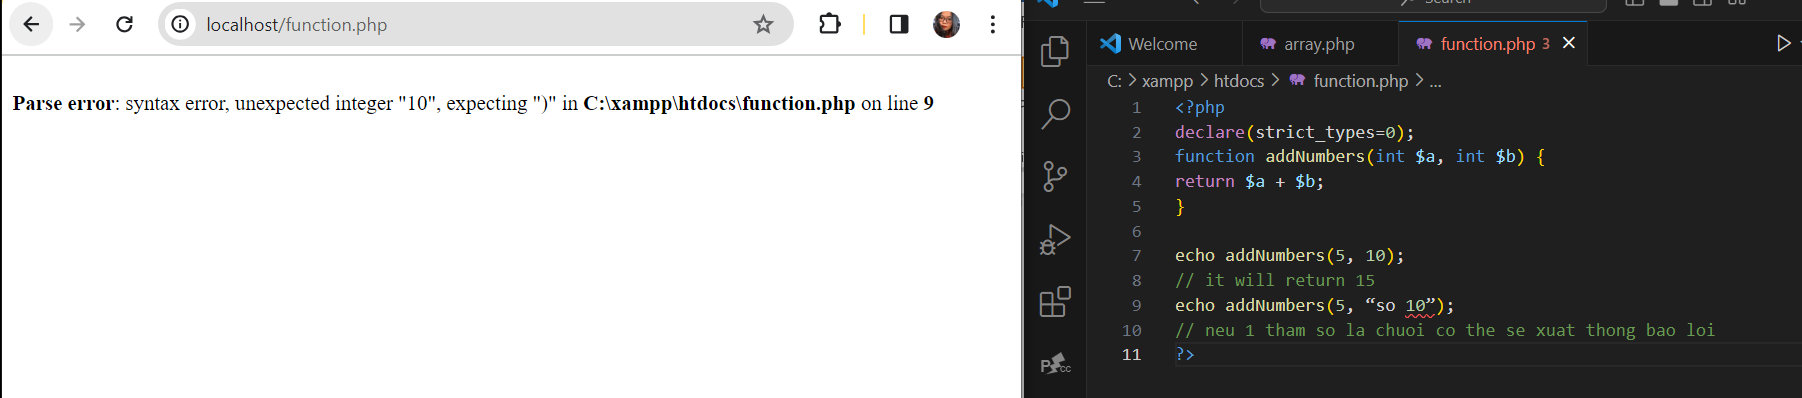 localhost/function.php
Parse error: syntax error, unexpected integer "10", expecting ")" in C:\xampp\htdocs\function.php on line 9
Search
Welcome
array.php
function.php 3
C: > xampp > htdocs > function.php > ...
1 <?php
2 declare(strict_types=0);
3 function addNumbers(int $a, int $b) {
4 return $a + $b;
5 }
6
7 echo addNumbers(5, 10);
8 // it will return 15
9 echo addNumbers(5, “so 10”);
10 // neu 1 tham so la chuoi co the se xuat thong bao loi
11 ?>